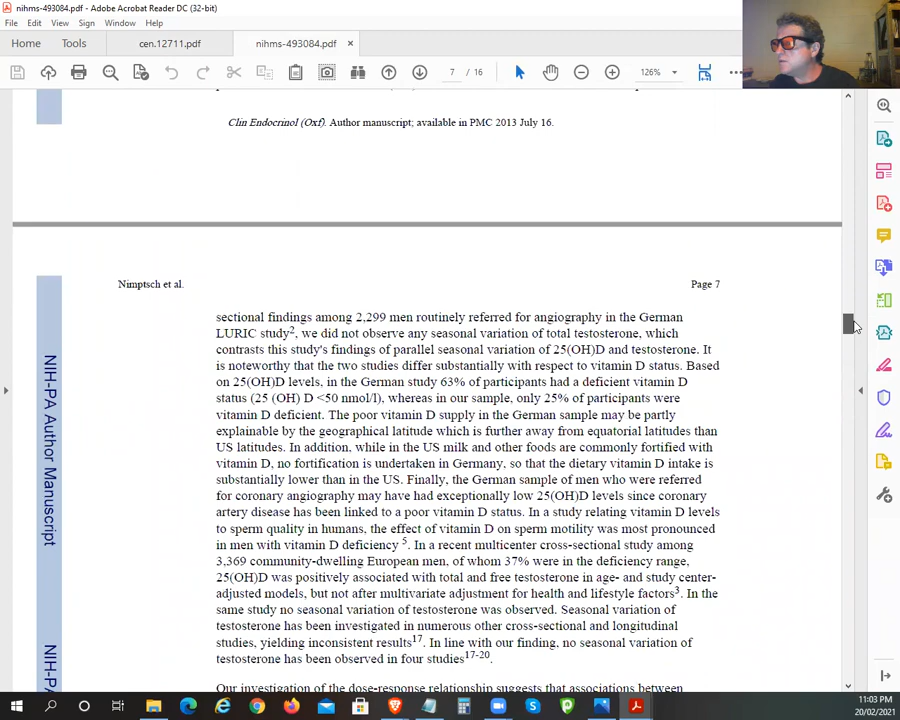 nihms-493084.pdf - Adobe Acrobat Reader DC (32-bit)
File Edit View Sign Window Help
Home Tools cen.12711.pdf nihms-493084.pdf ×
7 / 16 126%
Clin Endocrinol (Oxf). Author manuscript; available in PMC 2013 July 16.
Nimptsch et al. Page 7
NIH-PA Author Manuscript
sectional findings among 2,299 men routinely referred for angiography in the German
LURIC study2, we did not observe any seasonal variation of total testosterone, which
contrasts this study's findings of parallel seasonal variation of 25(OH)D and testosterone. It
is noteworthy that the two studies differ substantially with respect to vitamin D status. Based
on 25(OH)D levels, in the German study 63% of participants had a deficient vitamin D
status (25 (OH) D <50 nmol/l), whereas in our sample, only 25% of participants were
vitamin D deficient. The poor vitamin D supply in the German sample may be partly
explainable by the geographical latitude which is further away from equatorial latitudes than
US latitudes. In addition, while in the US milk and other foods are commonly fortified with
vitamin D, no fortification is undertaken in Germany, so that the dietary vitamin D intake is
substantially lower than in the US. Finally, the German sample of men who were referred
for coronary angiography may have had exceptionally low 25(OH)D levels since coronary
artery disease has been linked to a poor vitamin D status. In a study relating vitamin D levels
to sperm quality in humans, the effect of vitamin D on sperm motility was most pronounced
in men with vitamin D deficiency 5. In a recent multicenter cross-sectional study among
3,369 community-dwelling European men, of whom 37% were in the deficiency range,
25(OH)D was positively associated with total and free testosterone in age- and study center-
adjusted models, but not after multivariate adjustment for health and lifestyle factors3. In the
same study no seasonal variation of testosterone was observed. Seasonal variation of
testosterone has been investigated in numerous other cross-sectional and longitudinal
studies, yielding inconsistent results17. In line with our finding, no seasonal variation of
testosterone has been observed in four studies17-20.
NIH-PA
Our investigation of the dose-response relationship suggests that associations between
11:03 PM
20/02/2021